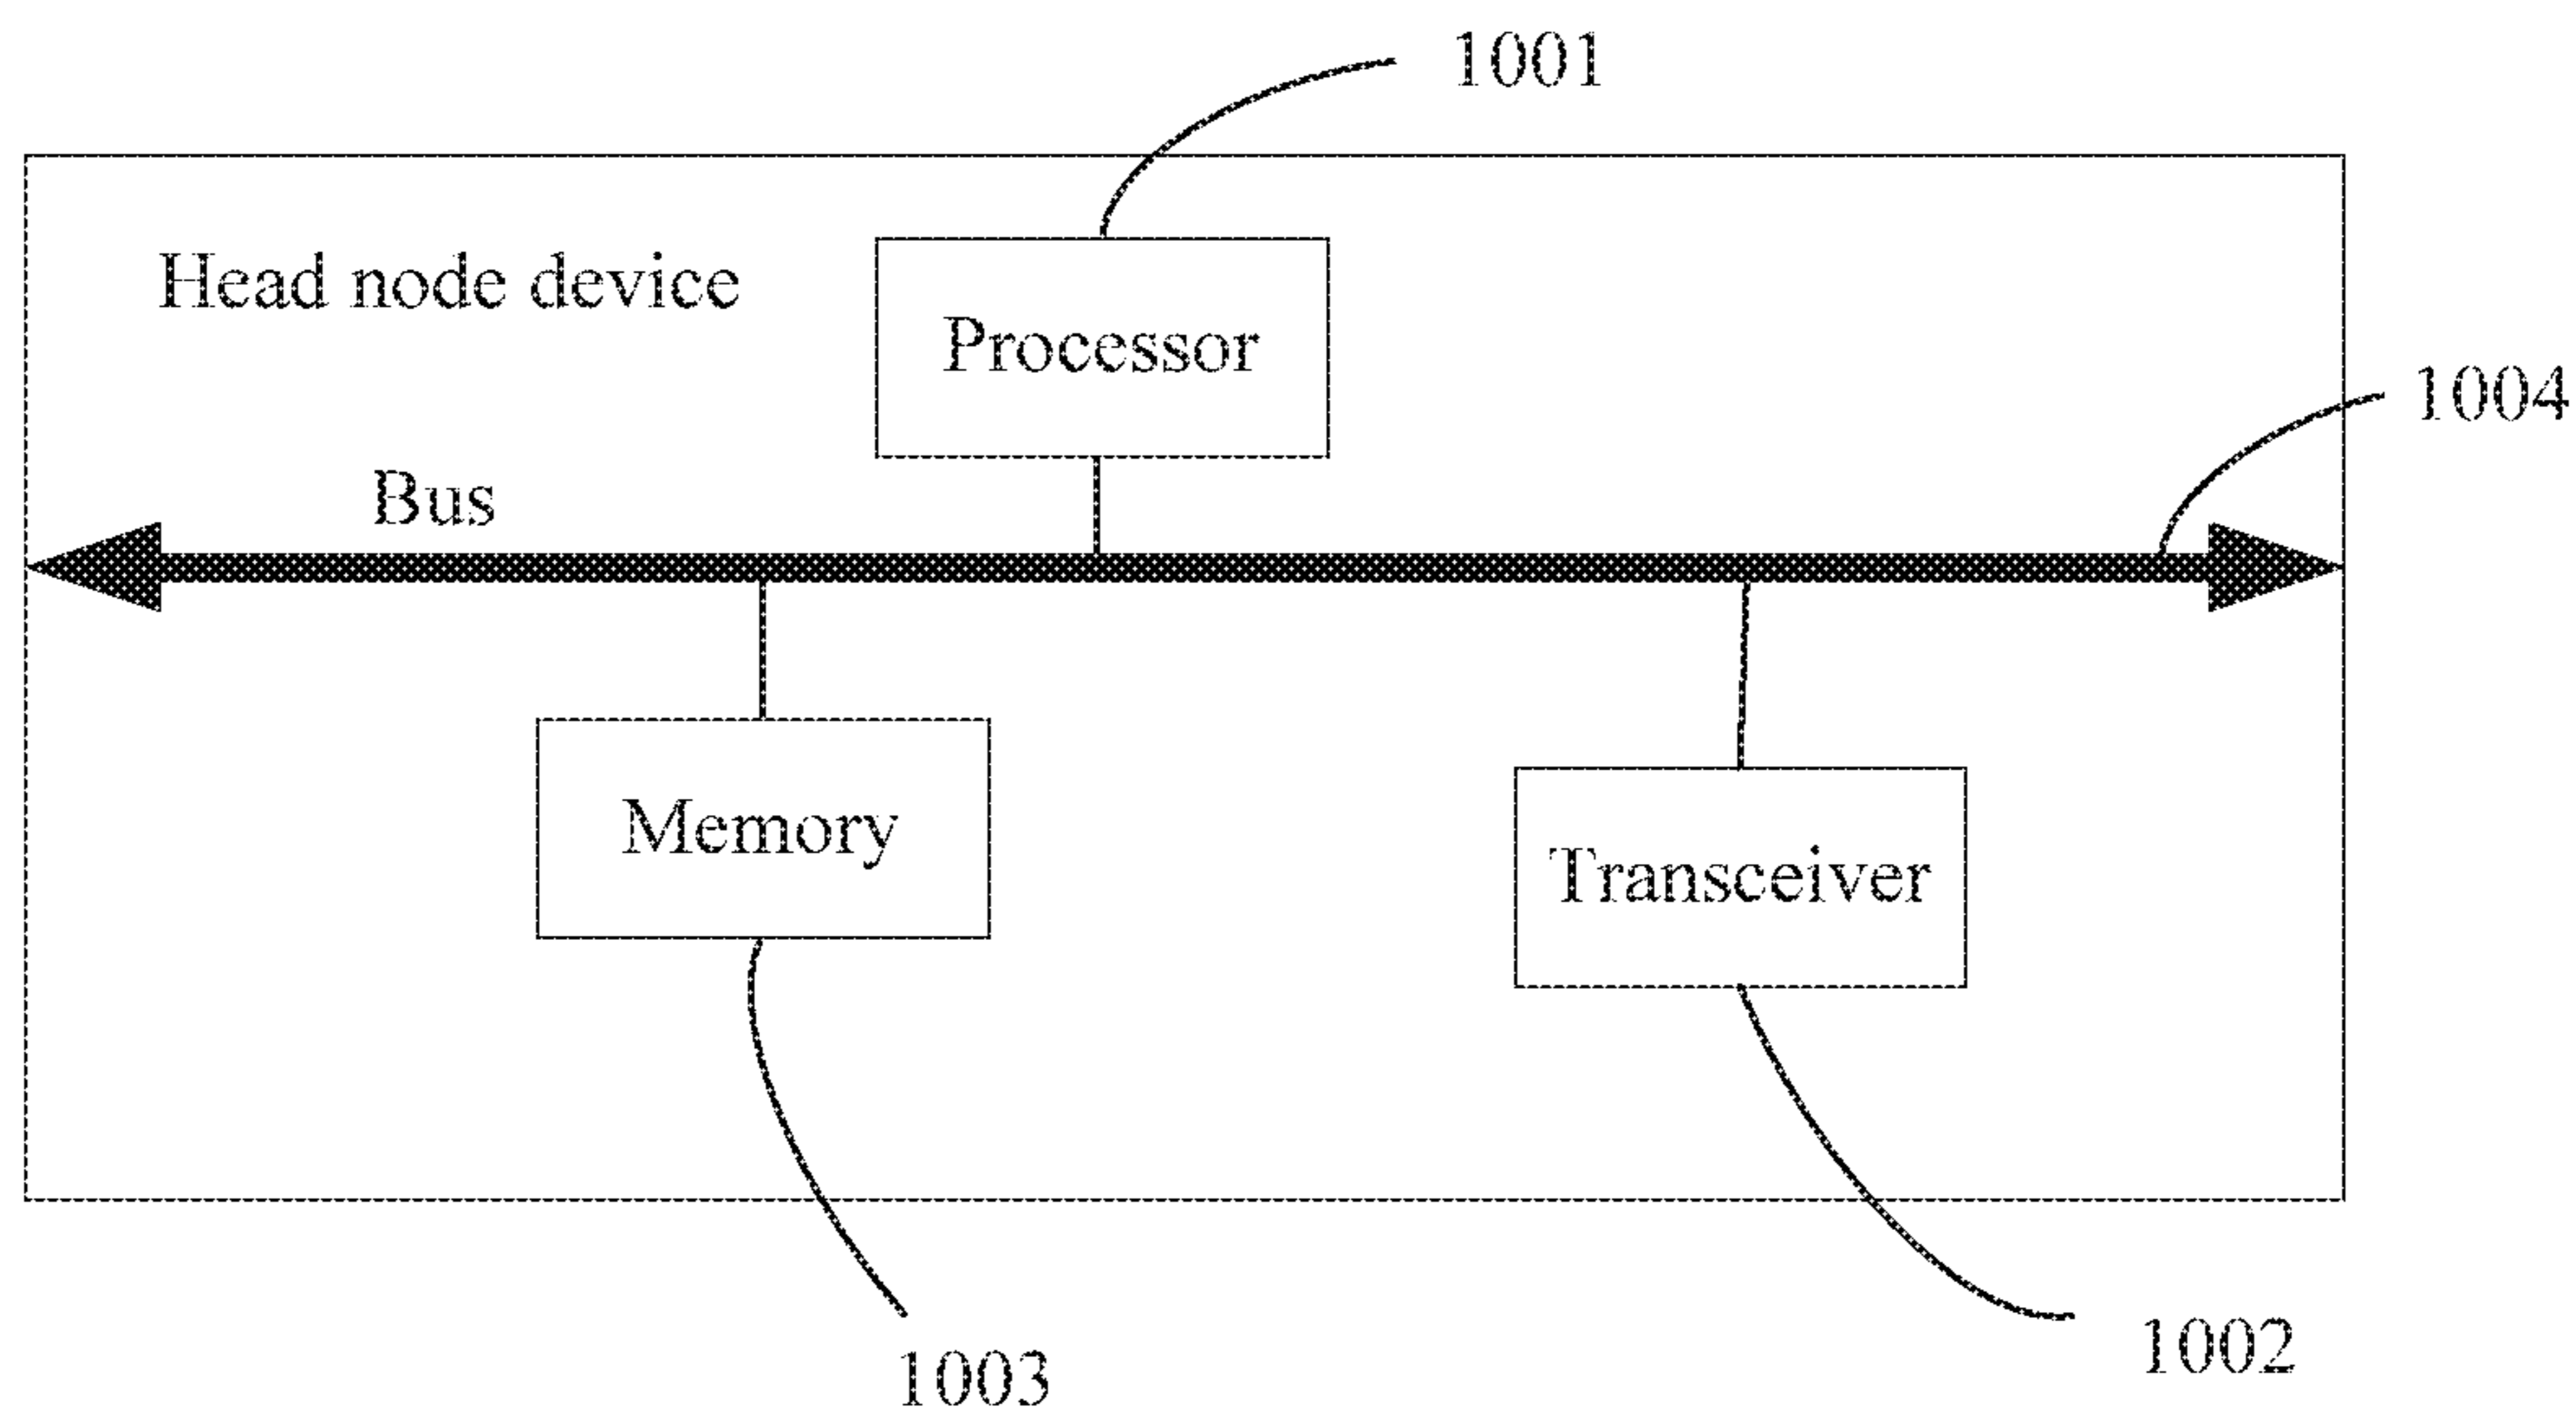 1001
Head node device
Processor
1004
Bus
Memory
Transceiver
1002
1003